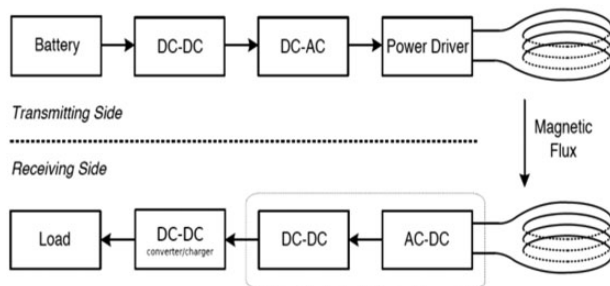 Battery
DC-DC
DC-AC
Power Driver
Transmitting Side
Magnetic
Flux
Receiving Side
Load
DC-DC
converter/charger
DC-DC
AC-DC